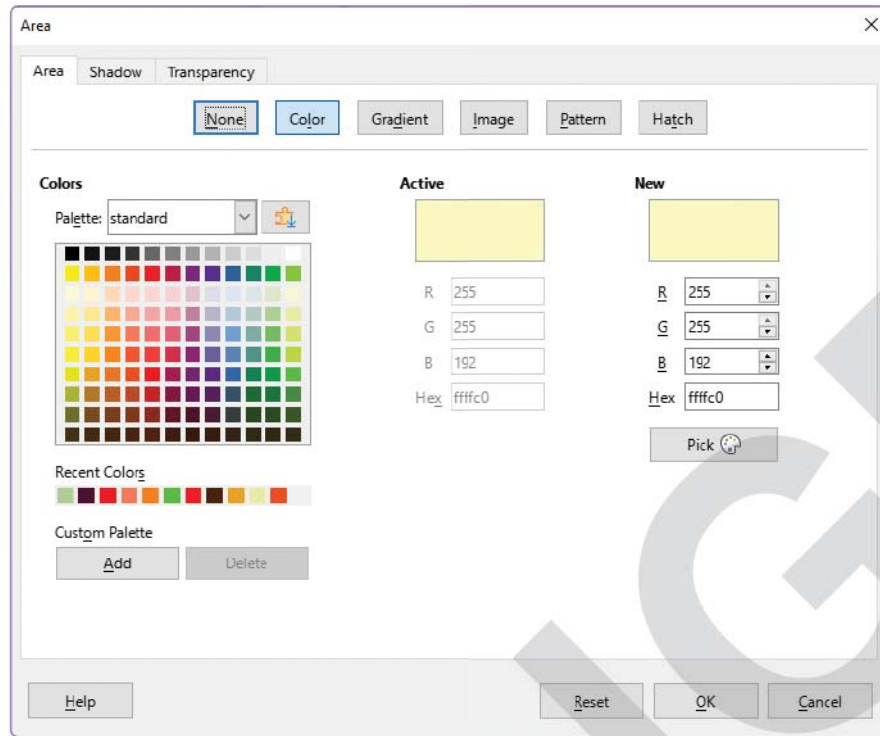 Area
Area Shadow Transparency
None Color Gradient Image Pattern Hatch
Colors Active New
Palette: standard
R 255 R 255
G 255 G 255
B 192 B 192
Hex ffffc0 Hex ffffc0
Pick
Recent Colors
Custom Palette
Add Delete
Help Reset OK Cancel